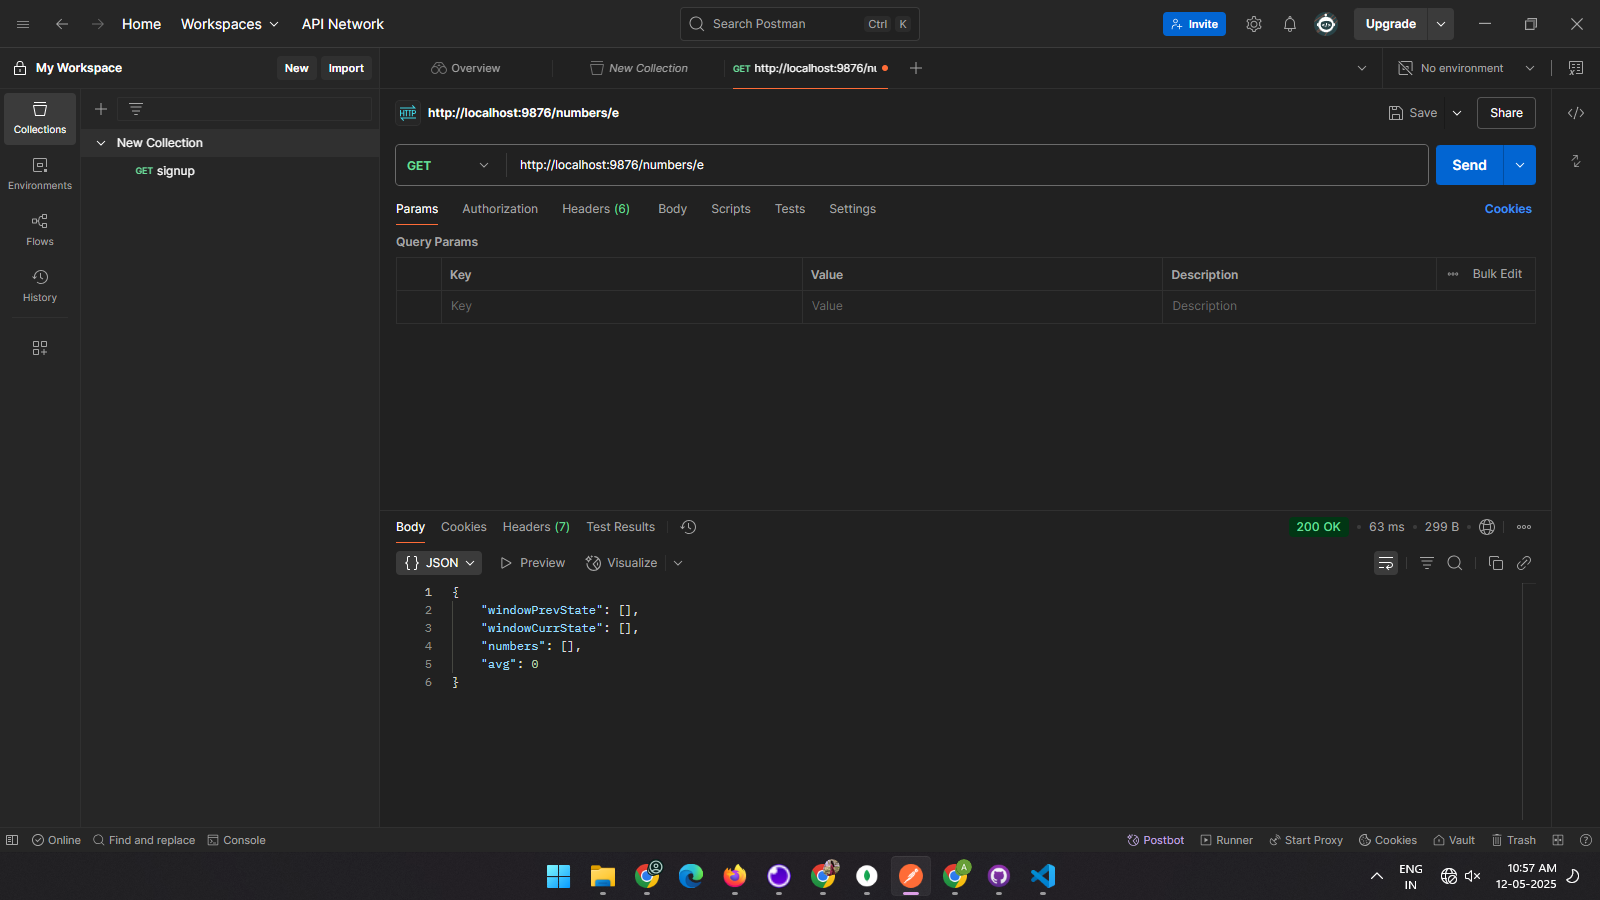 Home
Workspaces
API Network
Search Postman
Ctrl K
Invite
Upgrade
My Workspace
New
Import
Overview
New Collection
GET http://localhost:9876/nu
No environment
Collections
Environments
Flows
History
New Collection
GET signup
HTTP
http://localhost:9876/numbers/e
Save
Share
GET
http://localhost:9876/numbers/e
Send
Params
Authorization
Headers (6)
Body
Scripts
Tests
Settings
Cookies
Query Params
Key
Value
Description
Bulk Edit
Key
Value
Description
Body
Cookies
Headers (7)
Test Results
200 OK
63 ms
299 B
{} JSON
Preview
Visualize
1 {
2 "windowPrevState": [],
3 "windowCurrState": [],
4 "numbers": [],
5 "avg": 0
6 }
Online
Find and replace
Console
Postbot
Runner
Start Proxy
Cookies
Vault
Trash
A
ENG
IN
10:57 AM
12-05-2025